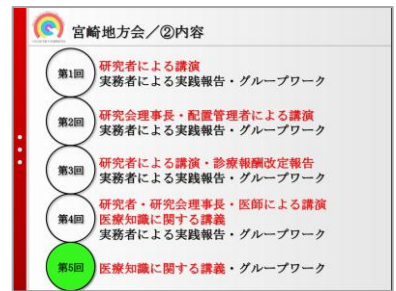 宮崎地方会／②内容
第1回
研究者による講演
実務者による実践報告・グループワーク
第2回
研究会理事長・配置管理者による講演
実務者による実践報告・グループワーク
第3回
研究者による講演・診療報酬改定報告
実務者による実践報告・グループワーク
第4回
研究者・研究会理事長・医師による講演
医療知識に関する講義
実務者による実践報告・グループワーク
第5回
医療知識に関する講義・グループワーク